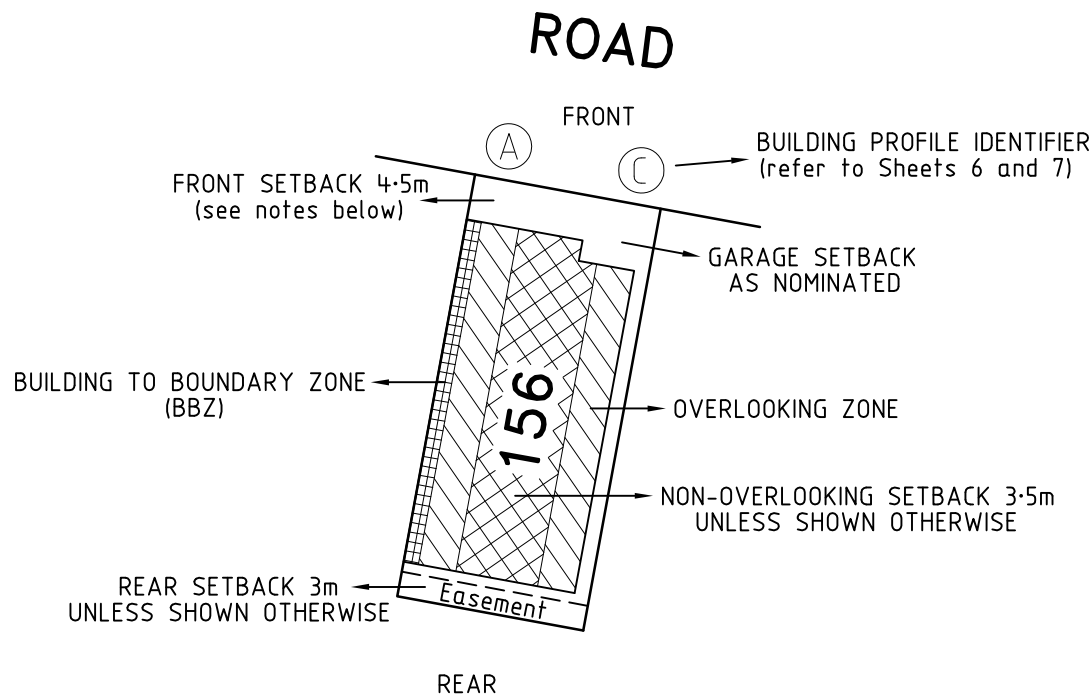 ROAD
FRONT
A
C
BUILDING PROFILE IDENTIFIER
(refer to Sheets 6 and 7)
FRONT SETBACK 4·5m
(see notes below)
GARAGE SETBACK
AS NOMINATED
BUILDING TO BOUNDARY ZONE
(BBZ)
156
OVERLOOKING ZONE
NON-OVERLOOKING SETBACK 3·5m
UNLESS SHOWN OTHERWISE
REAR SETBACK 3m
UNLESS SHOWN OTHERWISE
Easement
REAR